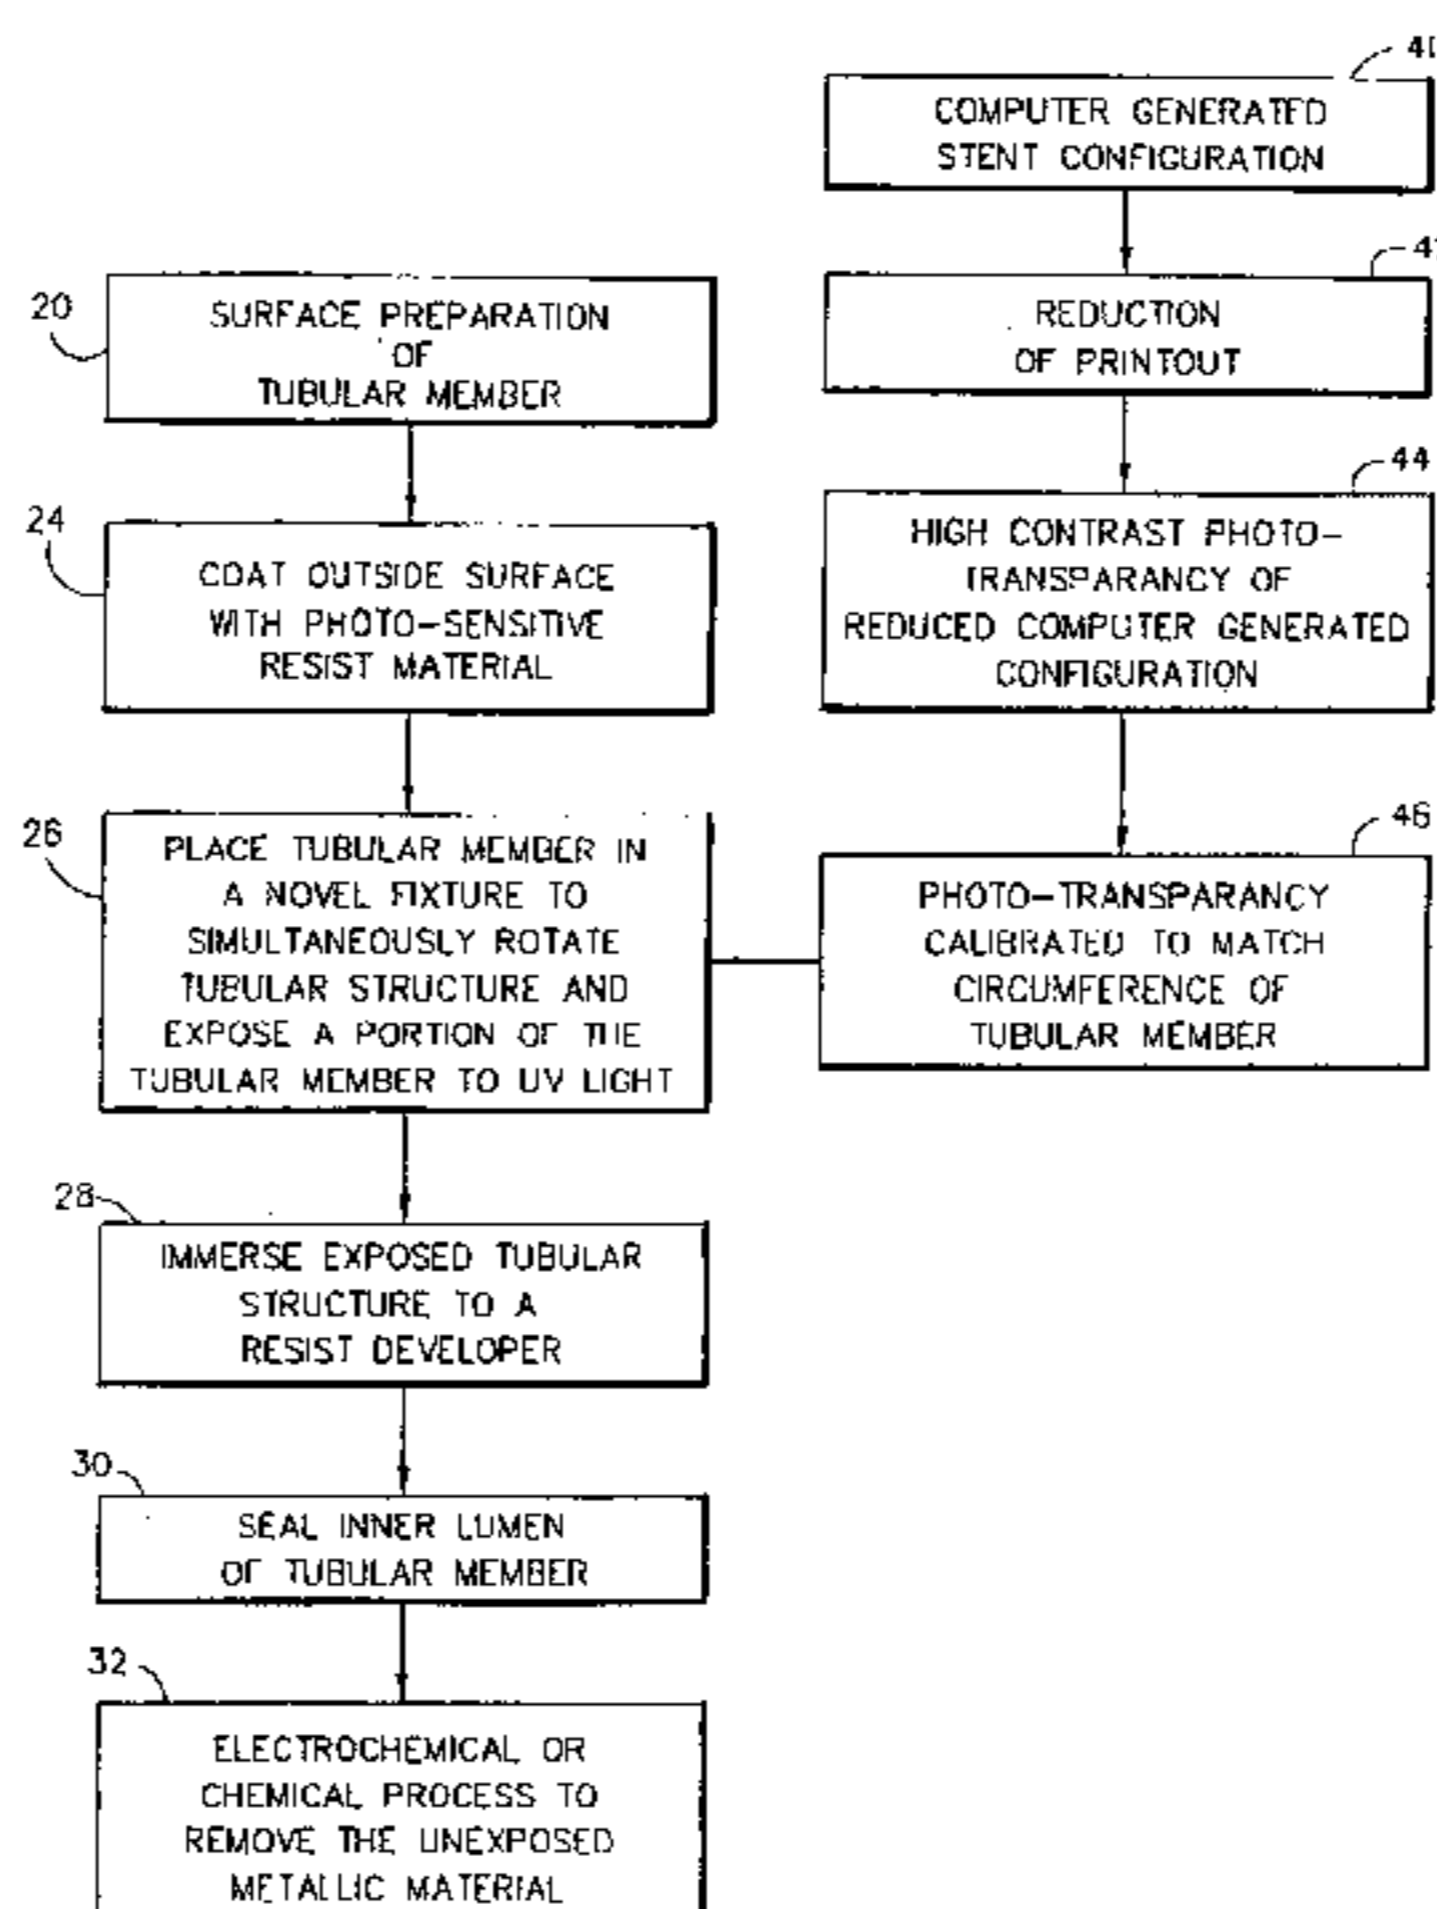 20
SURFACE PREPARATION
OF
TUBULAR MEMBER
24
COAT OUTSIDE SURFACE
WITH PHOTO-SENSITIVE
RESIST MATERIAL
26
PLACE TUBULAR MEMBER IN
A NOVEL FIXTURE TO
SIMULTANEOUSLY ROTATE
TUBULAR STRUCTURE AND
EXPOSE A PORTION OF THE
TUBULAR MEMBER TO UV LIGHT
28
IMMERSE EXPOSED TUBULAR
STRUCTURE TO A
RESIST DEVELOPER
30
SEAL INNER LUMEN
OF TUBULAR MEMBER
32
ELECTROCHEMICAL OR
CHEMICAL PROCESS TO
REMOVE THE UNEXPOSED
METALLIC MATERIAL
COMPUTER GENERATED
STENT CONFIGURATION
REDUCTION
OF PRINTOUT
44
HIGH CONTRAST PHOTO-
TRANSPARANCY OF
REDUCED COMPUTER GENERATED
CONFIGURATION
46
PHOTO-TRANSPARANCY
CALIBRATED TO MATCH
CIRCUMFERENCE OF
TUBULAR MEMBER